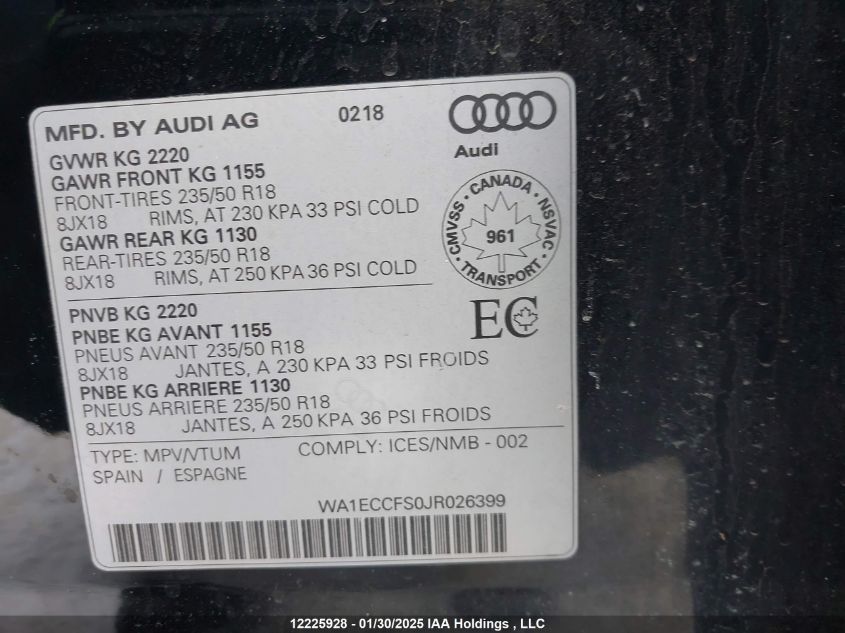 MFD. BY AUDI AG 0218
Audi
GVWR KG 2220
GAWR FRONT KG 1155
FRONT-TIRES 235/50 R18
8JX18 RIMS, AT 230 KPA 33 PSI COLD
GAWR REAR KG 1130
REAR-TIRES 235/50 R18
8JX18 RIMS, AT 250 KPA 36 PSI COLD
CMVSS • CANADA • NSVAC • TRANSPORT •
961
EC
PNVB KG 2220
PNBE KG AVANT 1155
PNEUS AVANT 235/50 R18
8JX18 JANTES, A 230 KPA 33 PSI FROIDS
PNBE KG ARRIERE 1130
PNEUS ARRIERE 235/50 R18
8JX18 JANTES, A 250 KPA 36 PSI FROIDS
TYPE: MPV/VTUM COMPLY: ICES/NMB - 002
SPAIN / ESPAGNE
WA1ECCFS0JR026399
12225928 - 01/30/2025 IAA Holdings , LLC